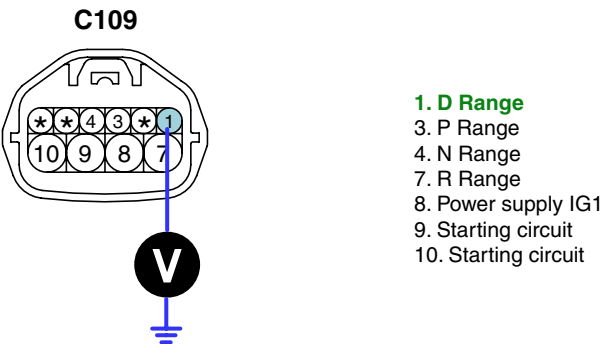 C109
* * 4 3 * 1
10 9 8 7
V
1. D Range
3. P Range
4. N Range
7. R Range
8. Power supply IG1
9. Starting circuit
10. Starting circuit